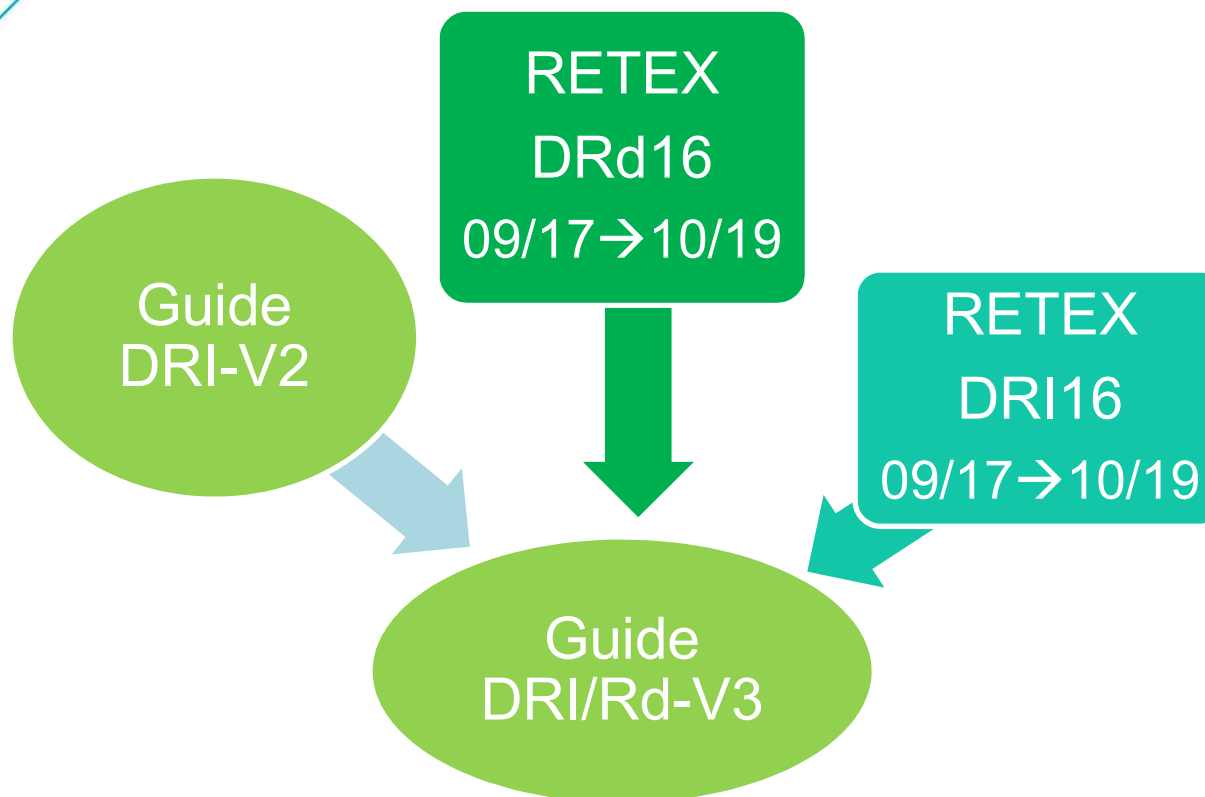 RETEX
DRd16
09/17→10/19
Guide
DRI-V2
RETEX
DRI16
09/17→10/19
Guide
DRI/Rd-V3